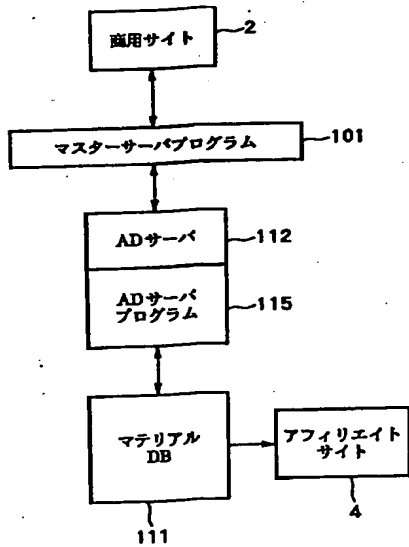 商用サイト
2
マスターサーバプログラム
101
ADサーバ
112
ADサーバ
プログラム
115
マテリアル
DB
111
アフィリエイト
サイト
4